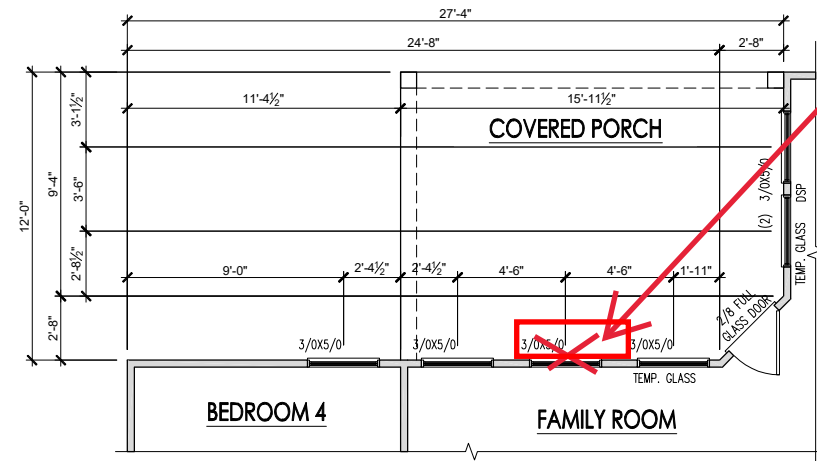 27'-4"
24'-8"
2'-8"
11'-4½"
15'-11½"
3'-1½"
COVERED PORCH
3'-6"
9'-4"
12'-0"
2'-8½"
2'-8"
(2) 3/0X5/0
DSP
TEMP. GLASS
9'-0"
2'-4½"
2'-4½"
4'-6"
4'-6"
1'-11"
2/8 FULL
GLASS DOOR
3/0X5/0
3/0X5/0
3/0X5/0
3/0X5/0
TEMP. GLASS
BEDROOM 4
FAMILY ROOM